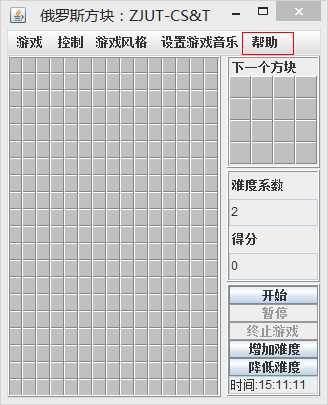 俄罗斯方块：ZJUT-CS&T
游戏 控制 游戏风格 设置游戏音乐 帮助
下一个方块
难度系数
2
得分
0
开始
暂停
终止游戏
增加难度
降低难度
时间:15:11:11